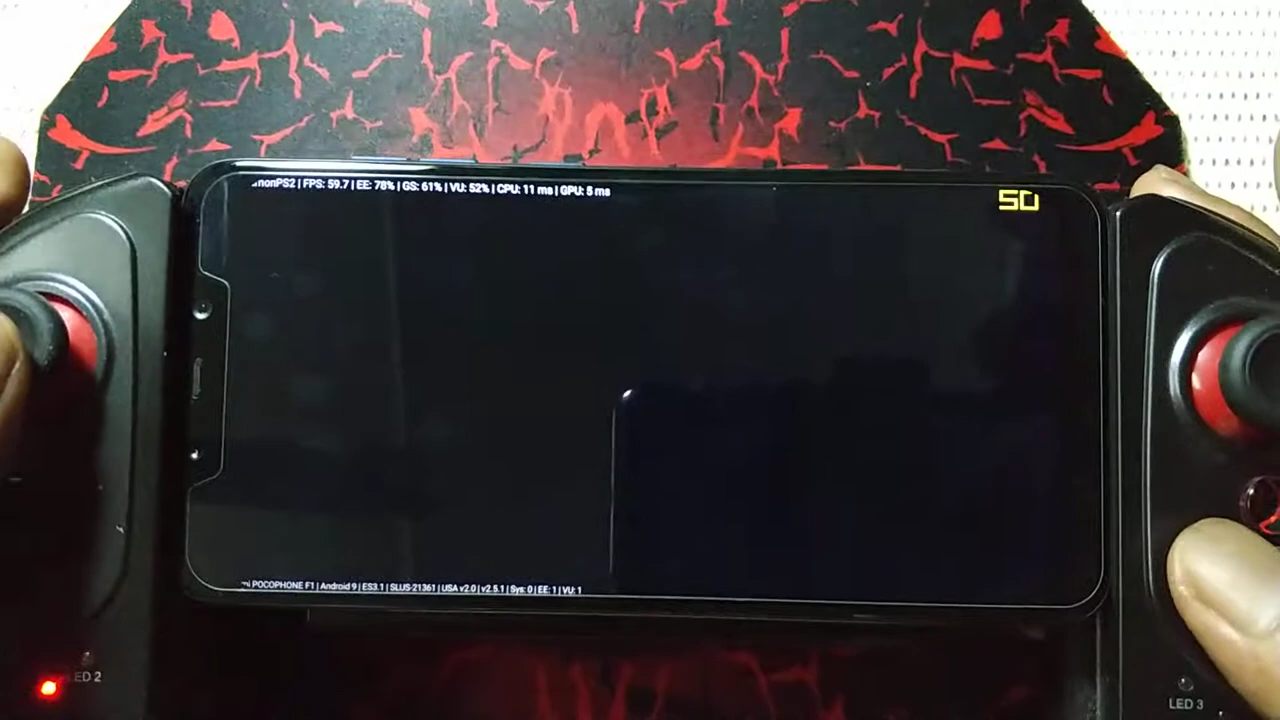 nonPS2 | FPS: 59.7 | EE: 78% | GS: 61% | VU: 52% | CPU: 11 ms | GPU: 5 ms
50
POCOPHONE F1 | Android 9 | ES3.1 | SLUS-21361 | USA v2.0 | v2.5.1 | Sys: 0 | EE: 1 | VU: 1
ED 2
LED 3